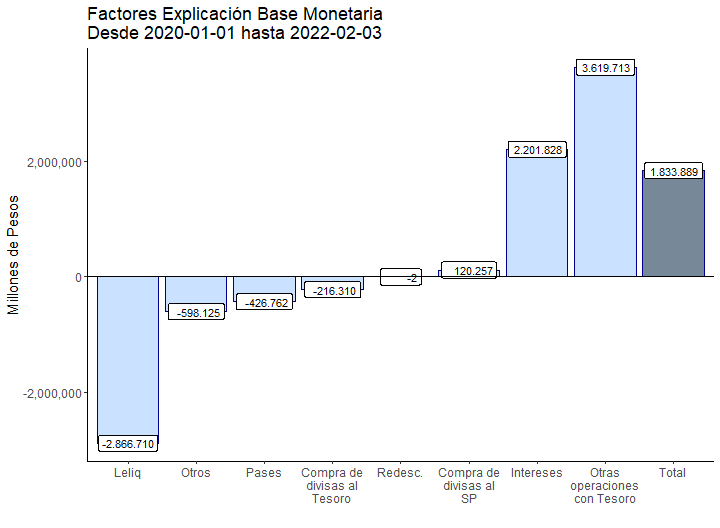 Factores Explicación Base Monetaria
Desde 2020-01-01 hasta 2022-02-03
Millones de Pesos
2,000,000
0
-2,000,000
-2.866.710
-598.125
-426.762
-216.310
-2
120.257
2.201.828
3.619.713
1.833.889
Leliq
Otros
Pases
Compra de
divisas al
Tesoro
Redesc.
Compra de
divisas al
SP
Intereses
Otras
operaciones
con Tesoro
Total